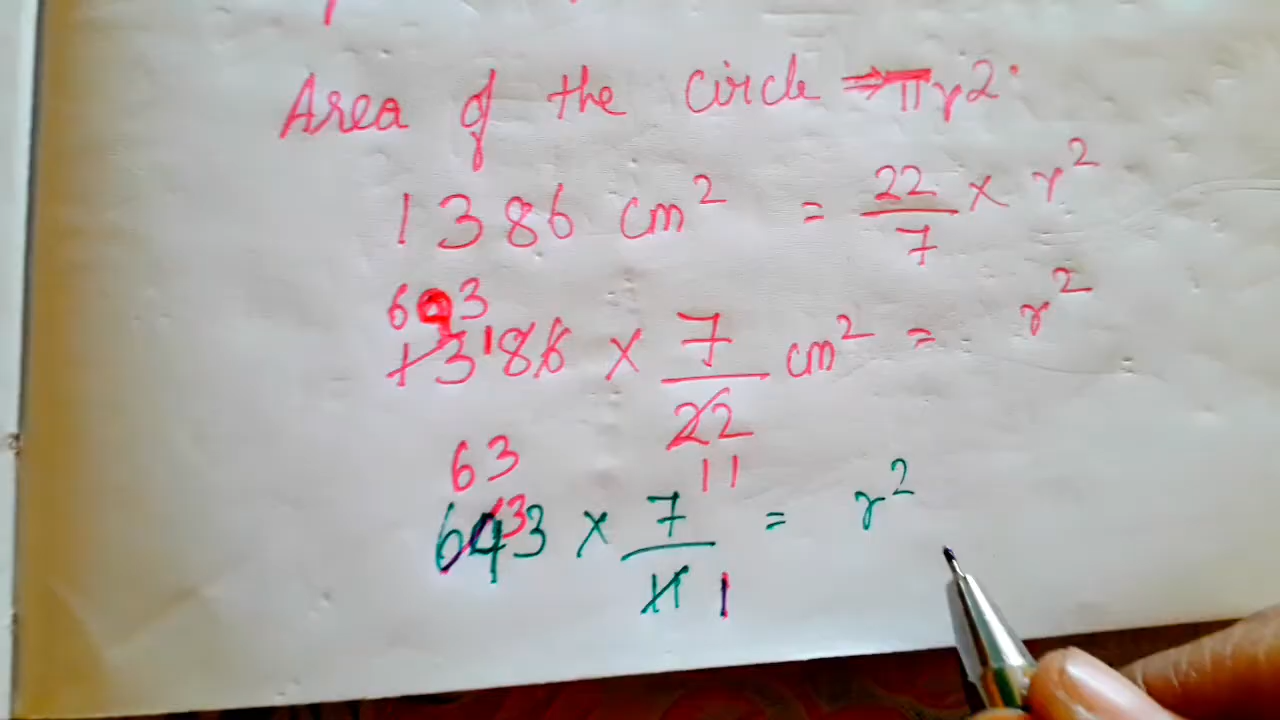 Area of the circle ⇒ πr2
1386 cm² = 22/7 × r²
693
1386 × 7/22 cm² = r²
11
63
693 × 7/11 = r²
1